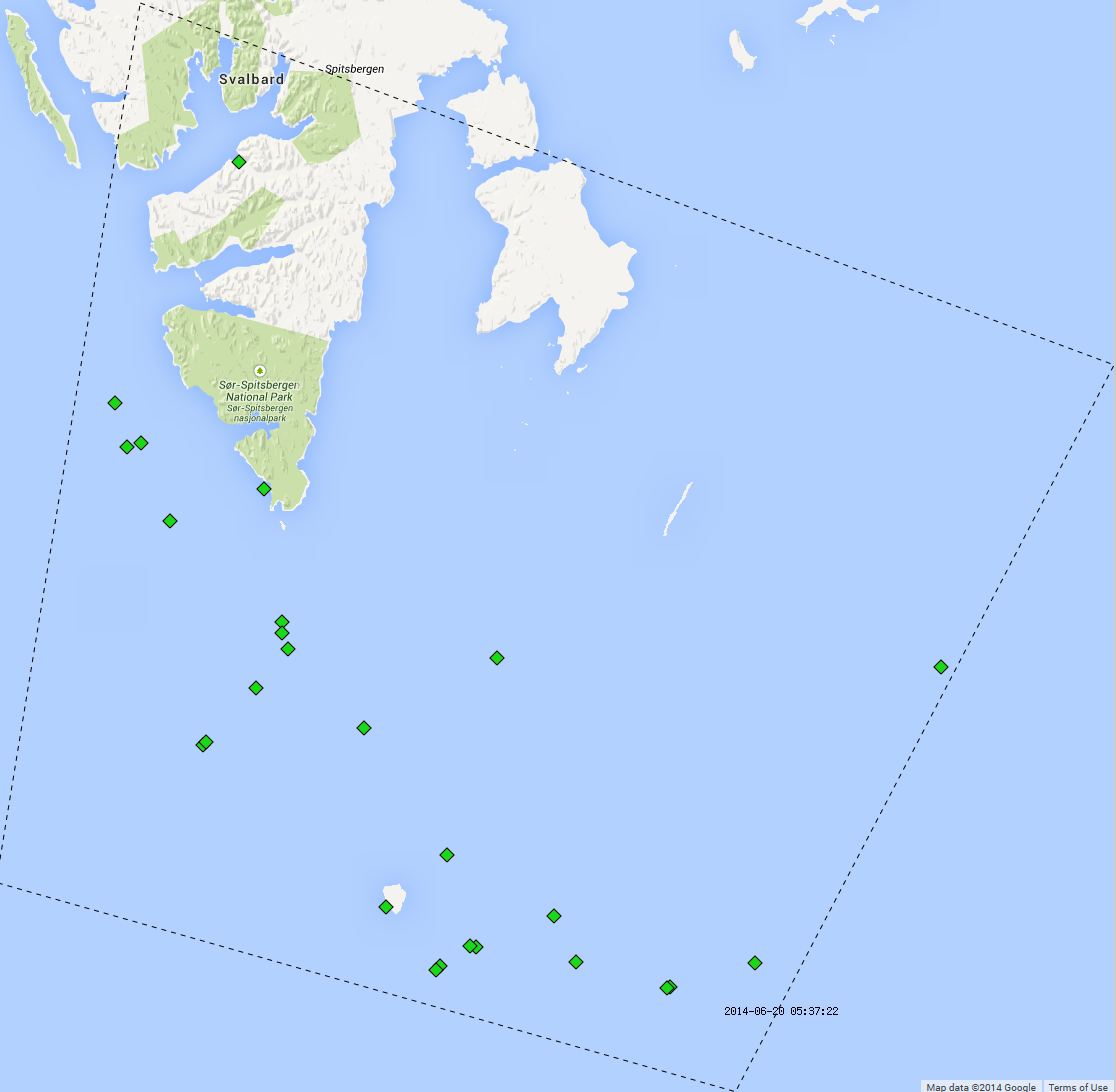 Spitsbergen
Svalbard
Sør-Spitsbergen
National Park
Sør-Spitsbergen
nasjonalpark
2014-06-20 05:37:22
Map data ©2014 Google
Terms of Use